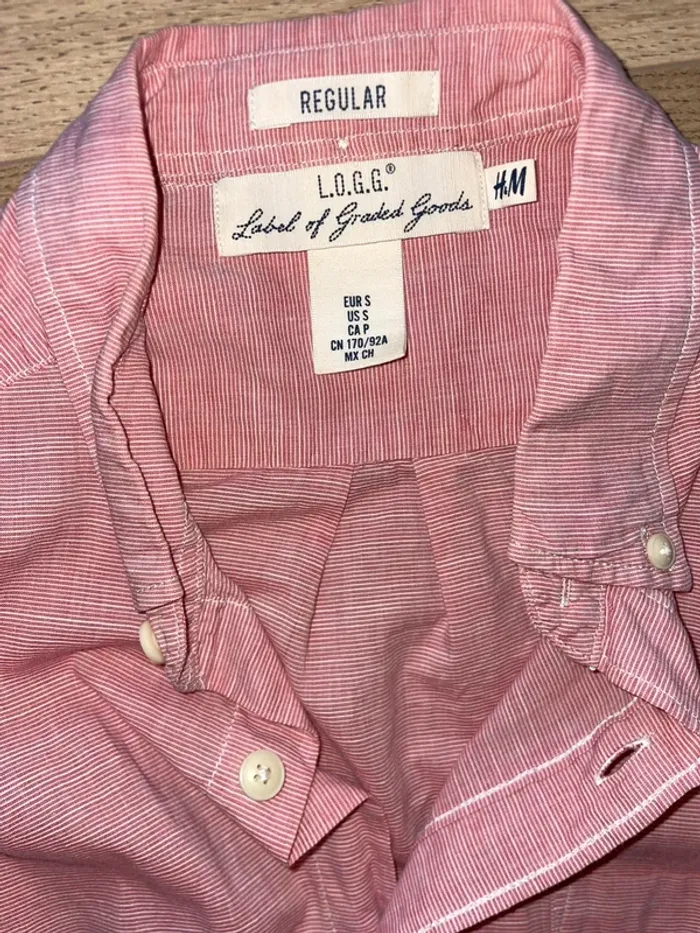 REGULAR
L.O.G.G.®
H&M
Label of Graded Goods
EUR S
US S
CA P
CN 170/92A
MX CH